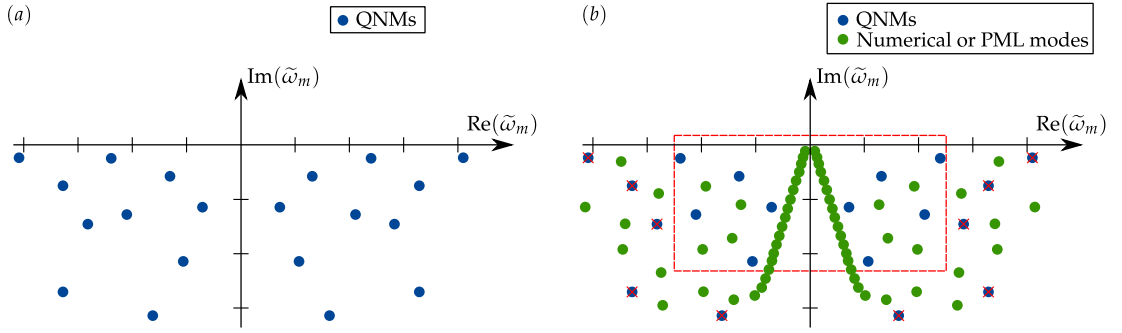 (a)
QNMs
Im(ω̃ₘ)
Re(ω̃ₘ)
(b)
QNMs
Numerical or PML modes
Im(ω̃ₘ)
Re(ω̃ₘ)